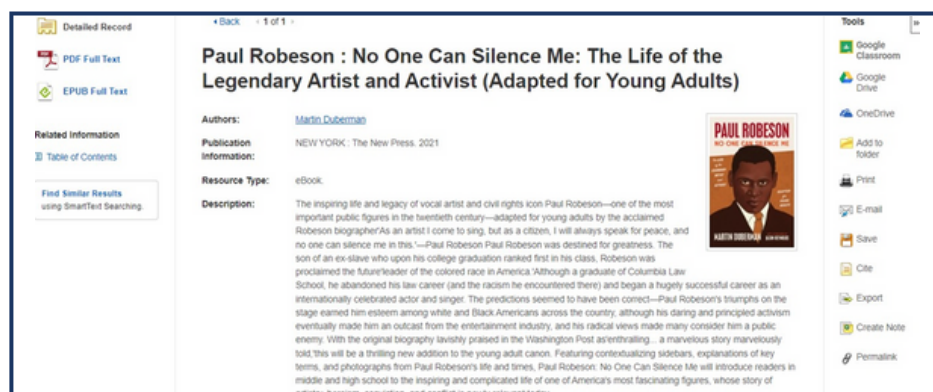 Detailed Record
PDF Full Text
EPUB Full Text
Related Information
Table of Contents
Find Similar Results
using SmartText Searching.
Back 1 of 1
Paul Robeson : No One Can Silence Me: The Life of the
Legendary Artist and Activist (Adapted for Young Adults)
Authors: Martin Duberman
Publication Information: NEW YORK : The New Press. 2021
Resource Type: eBook.
Description: The inspiring life and legacy of vocal artist and civil rights icon Paul Robeson—one of the most
important public figures in the twentieth century—adapted for young adults by the acclaimed
Robeson biographer'As an artist I come to sing, but as a citizen, I will always speak for peace, and
no one can silence me in this.'—Paul Robeson Paul Robeson was destined for greatness. The
son of an ex-slave who upon his college graduation ranked first in his class, Robeson was
proclaimed the future'leader of the colored race in America.'Although a graduate of Columbia Law
School, he abandoned his law career (and the racism he encountered there) and began a hugely successful career as an
internationally celebrated actor and singer. The predictions seemed to have been correct—Paul Robeson's triumphs on the
stage earned him esteem among white and Black Americans across the country, although his daring and principled activism
eventually made him an outcast from the entertainment industry, and his radical views made many consider him a public
enemy. With the original biography lavishly praised in the Washington Post as'enthralling... a marvelous story marvelously
told,'this will be a thrilling new addition to the young adult canon. Featuring contextualizing sidebars, explanations of key
terms, and photographs from Paul Robeson's life and times, Paul Robeson: No One Can Silence Me will introduce readers in
middle and high school to the inspiring and complicated life of one of America's most fascinating figures, whose story of
PAUL ROBESON
NO ONE CAN SILENCE ME
MARTIN DUBERMAN
Tools
»
Google
Classroom
Google
Drive
OneDrive
Add to
folder
Print
E-mail
Save
Cite
Export
Create Note
Permalink